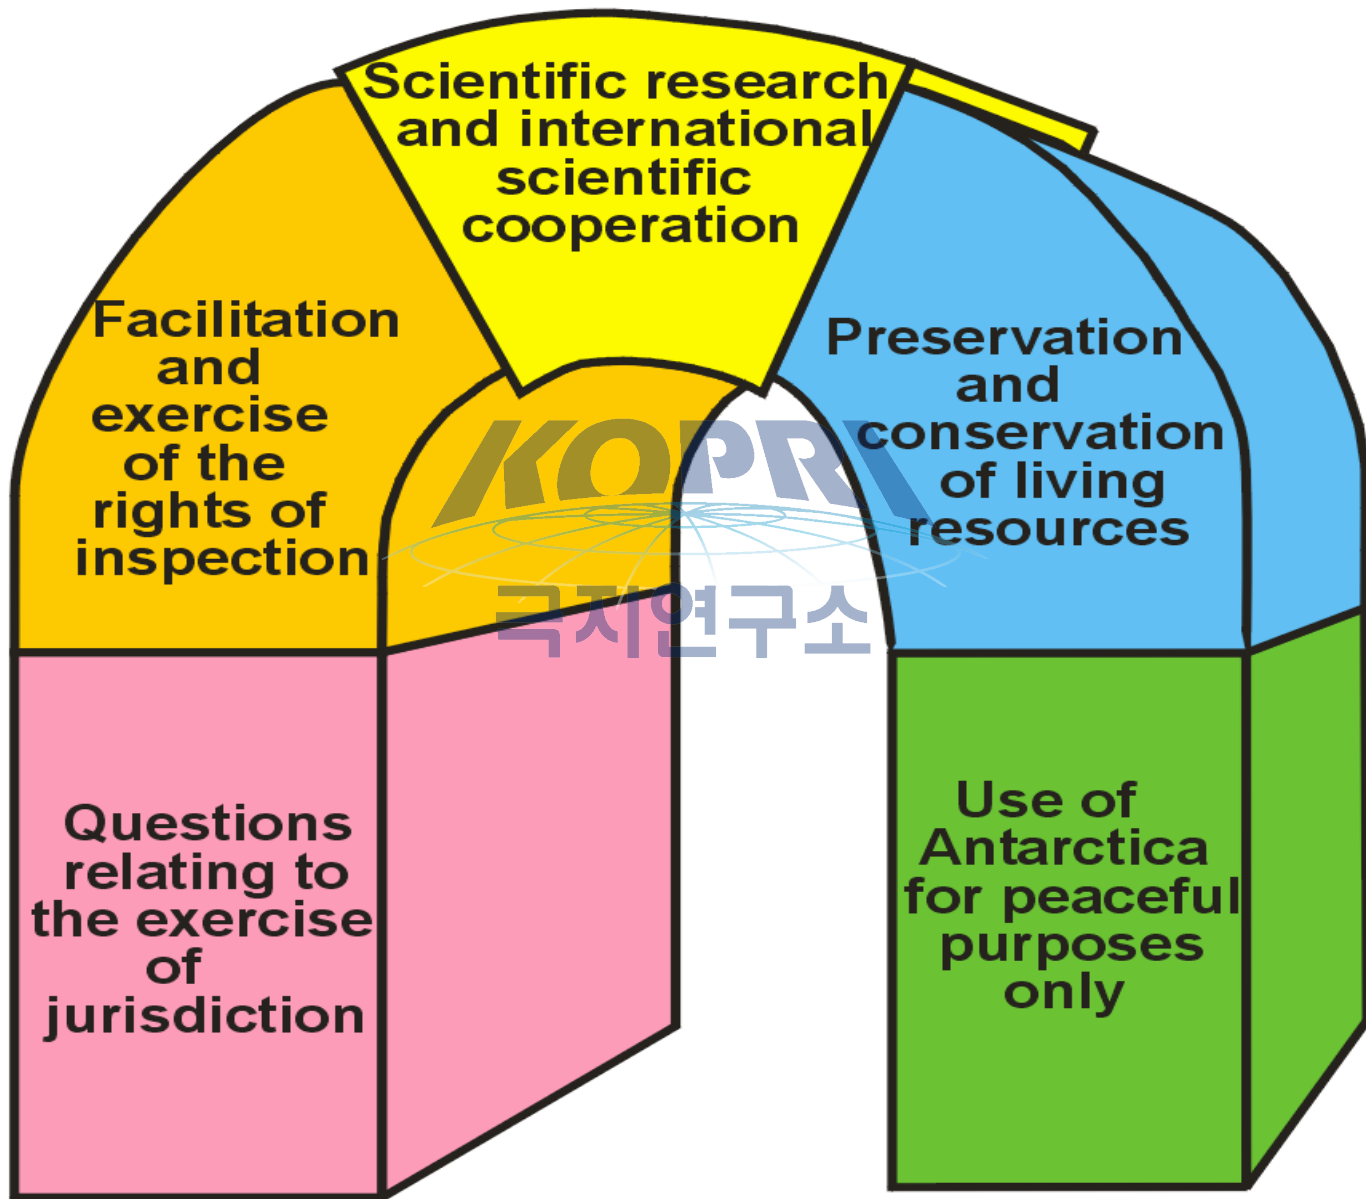 Scientific research
and international
scientific
cooperation
Facilitation
and
exercise
of the
rights of
inspection
Preservation
and
conservation
of living
resources
KOPRI
극지연구소
Questions
relating to
the exercise
of
jurisdiction
Use of
Antarctica
for peaceful
purposes
only